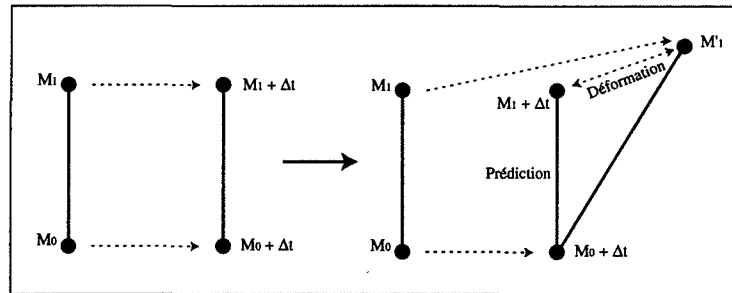 M1
M1 + Δt
M0
M0 + Δt
M'1
M1
M1 + Δt
Déformation
Prédiction
M0
M0 + Δt